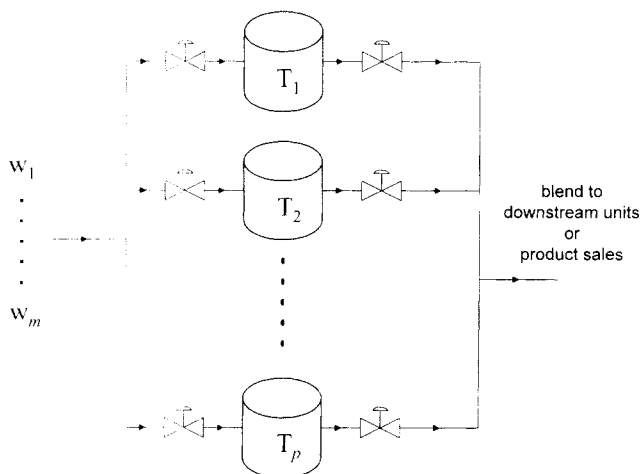 T1
w1
T2
blend to
downstream units
or
product sales
wm
Tp